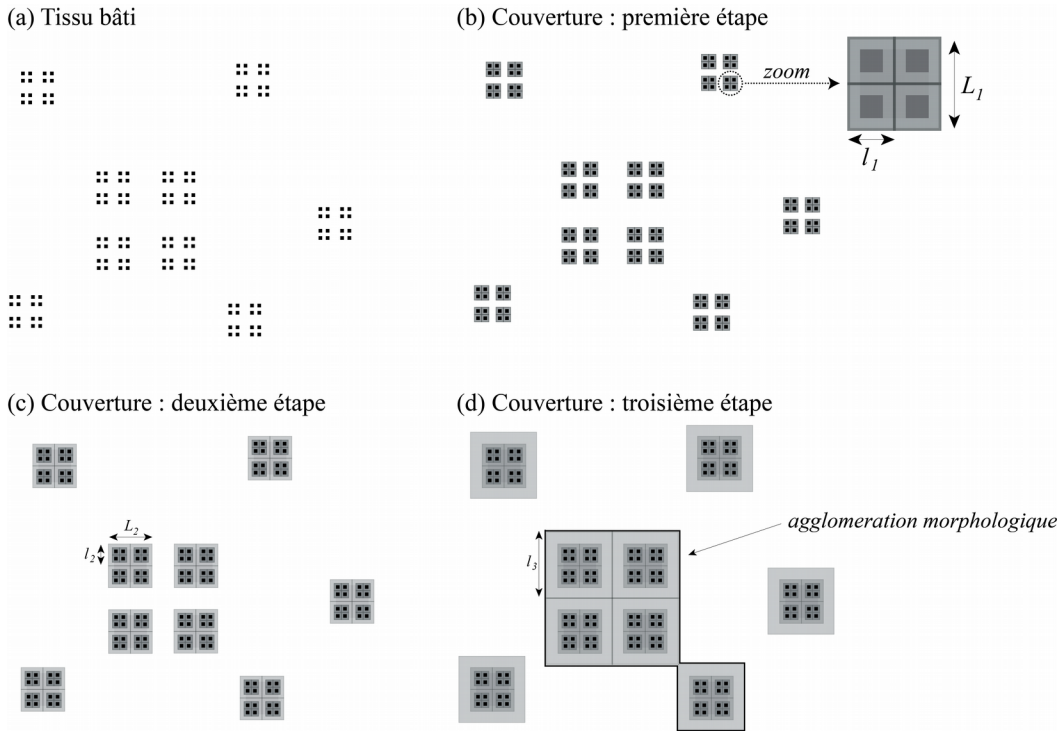 (a) Tissu bâti
(b) Couverture : première étape
zoom
L1
l1
(c) Couverture : deuxième étape
L2
l2
(d) Couverture : troisième étape
agglomeration morphologique
l3